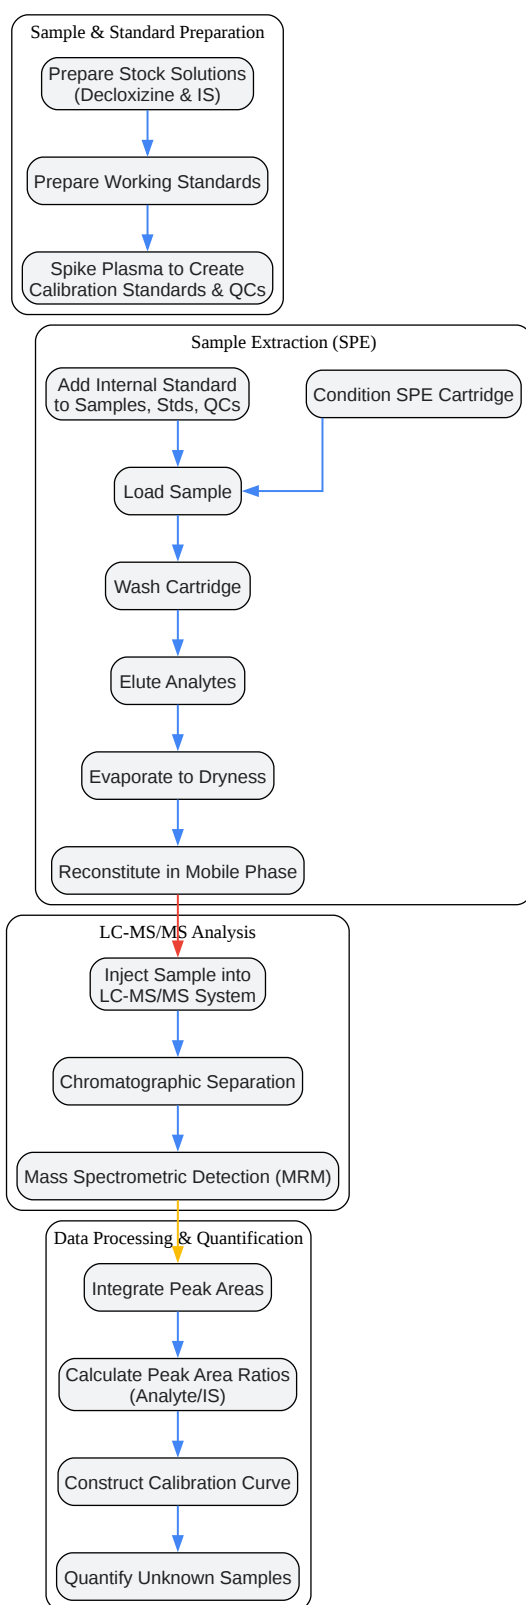 Sample & Standard Preparation
Prepare Stock Solutions
(Decloxizine & IS)
Prepare Working Standards
Spike Plasma to Create
Calibration Standards & QCs
Sample Extraction (SPE)
Add Internal Standard
to Samples, Stds, QCs
Condition SPE Cartridge
Load Sample
Wash Cartridge
Elute Analytes
Evaporate to Dryness
Reconstitute in Mobile Phase
LC-MS/MS Analysis
Inject Sample into
LC-MS/MS System
Chromatographic Separation
Mass Spectrometric Detection (MRM)
Data Processing & Quantification
Integrate Peak Areas
Calculate Peak Area Ratios
(Analyte/IS)
Construct Calibration Curve
Quantify Unknown Samples